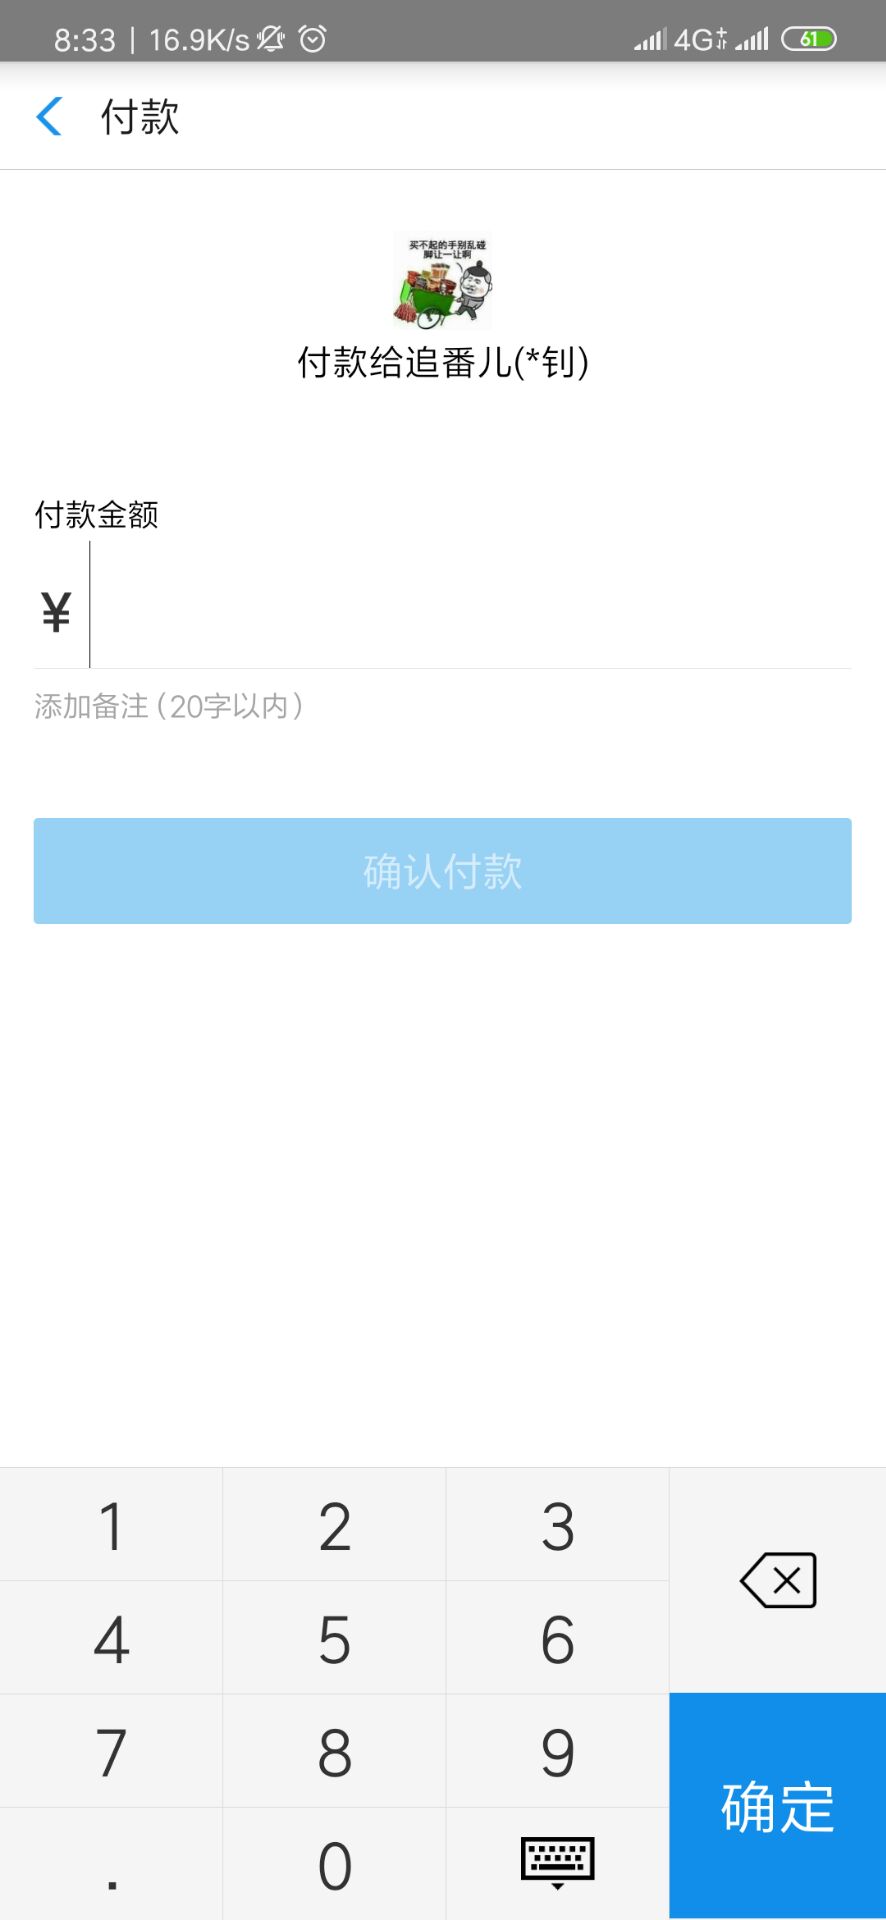 8:33 | 16.9K/s 4G 61
付款
买不起的手别乱碰
脚让一让啊
付款给追番儿(*钊)
付款金额
¥
添加备注（20字以内）
确认付款
1 2 3
4 5 6
7 8 9
确定
. 0